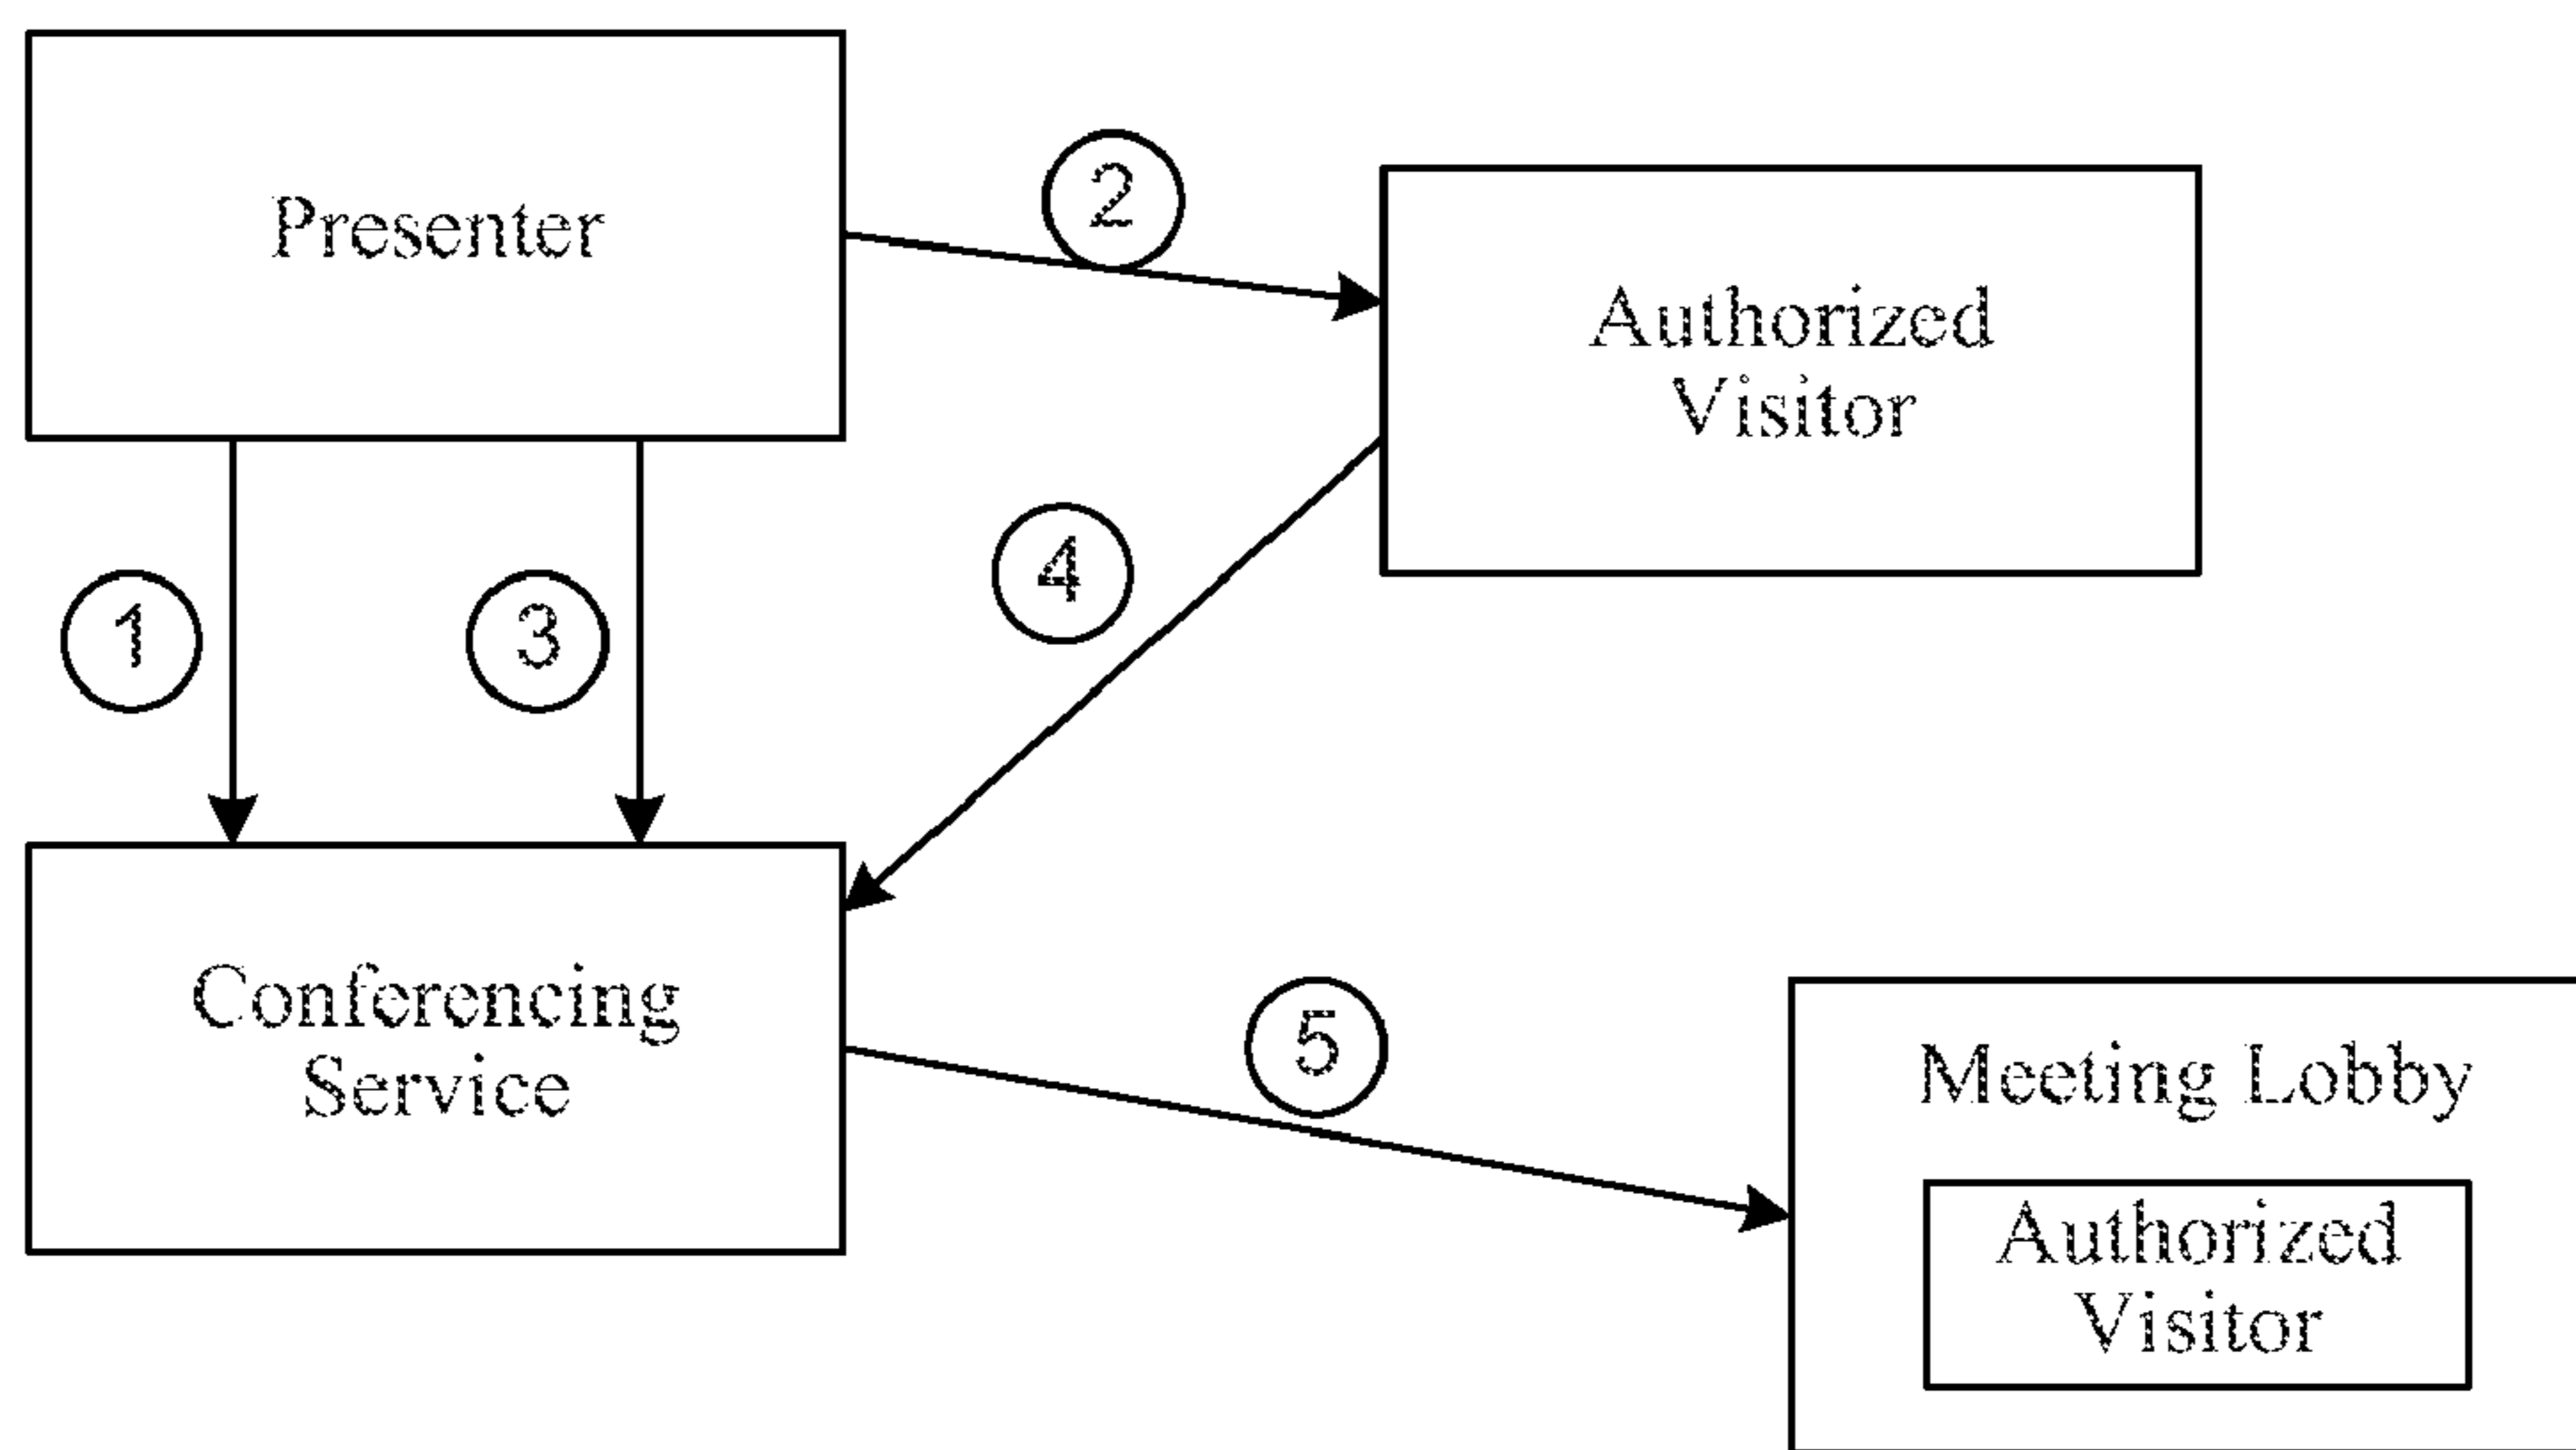 Presenter
2
Authorized
Visitor
4
1
3
Conferencing
Service
5
Meeting Lobby
Authorized
Visitor